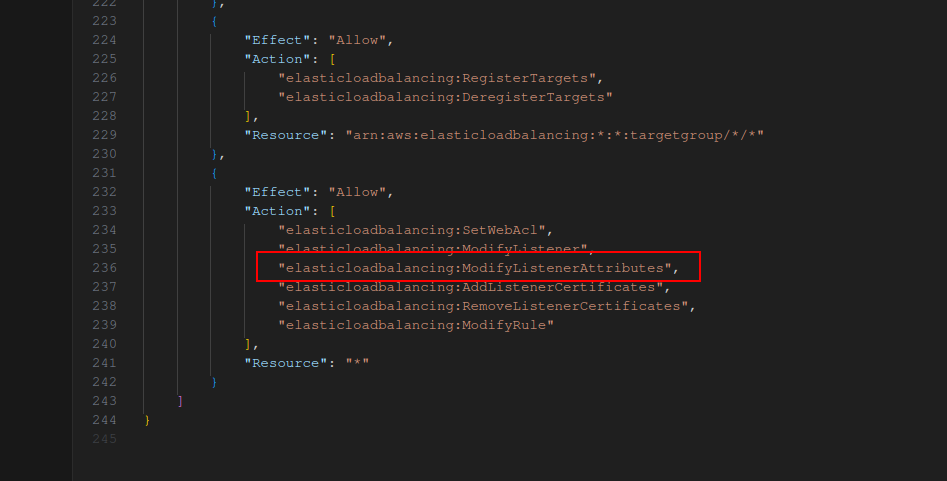 222 },
223 {
224 "Effect": "Allow",
225 "Action": [
226 "elasticloadbalancing:RegisterTargets",
227 "elasticloadbalancing:DeregisterTargets"
228 ],
229 "Resource": "arn:aws:elasticloadbalancing:*:*:targetgroup/*/*"
230 },
231 {
232 "Effect": "Allow",
233 "Action": [
234 "elasticloadbalancing:SetWebAcl",
235 "elasticloadbalancing:ModifyListener",
236 "elasticloadbalancing:ModifyListenerAttributes",
237 "elasticloadbalancing:AddListenerCertificates",
238 "elasticloadbalancing:RemoveListenerCertificates",
239 "elasticloadbalancing:ModifyRule"
240 ],
241 "Resource": "*"
242 }
243 ]
244 }
245